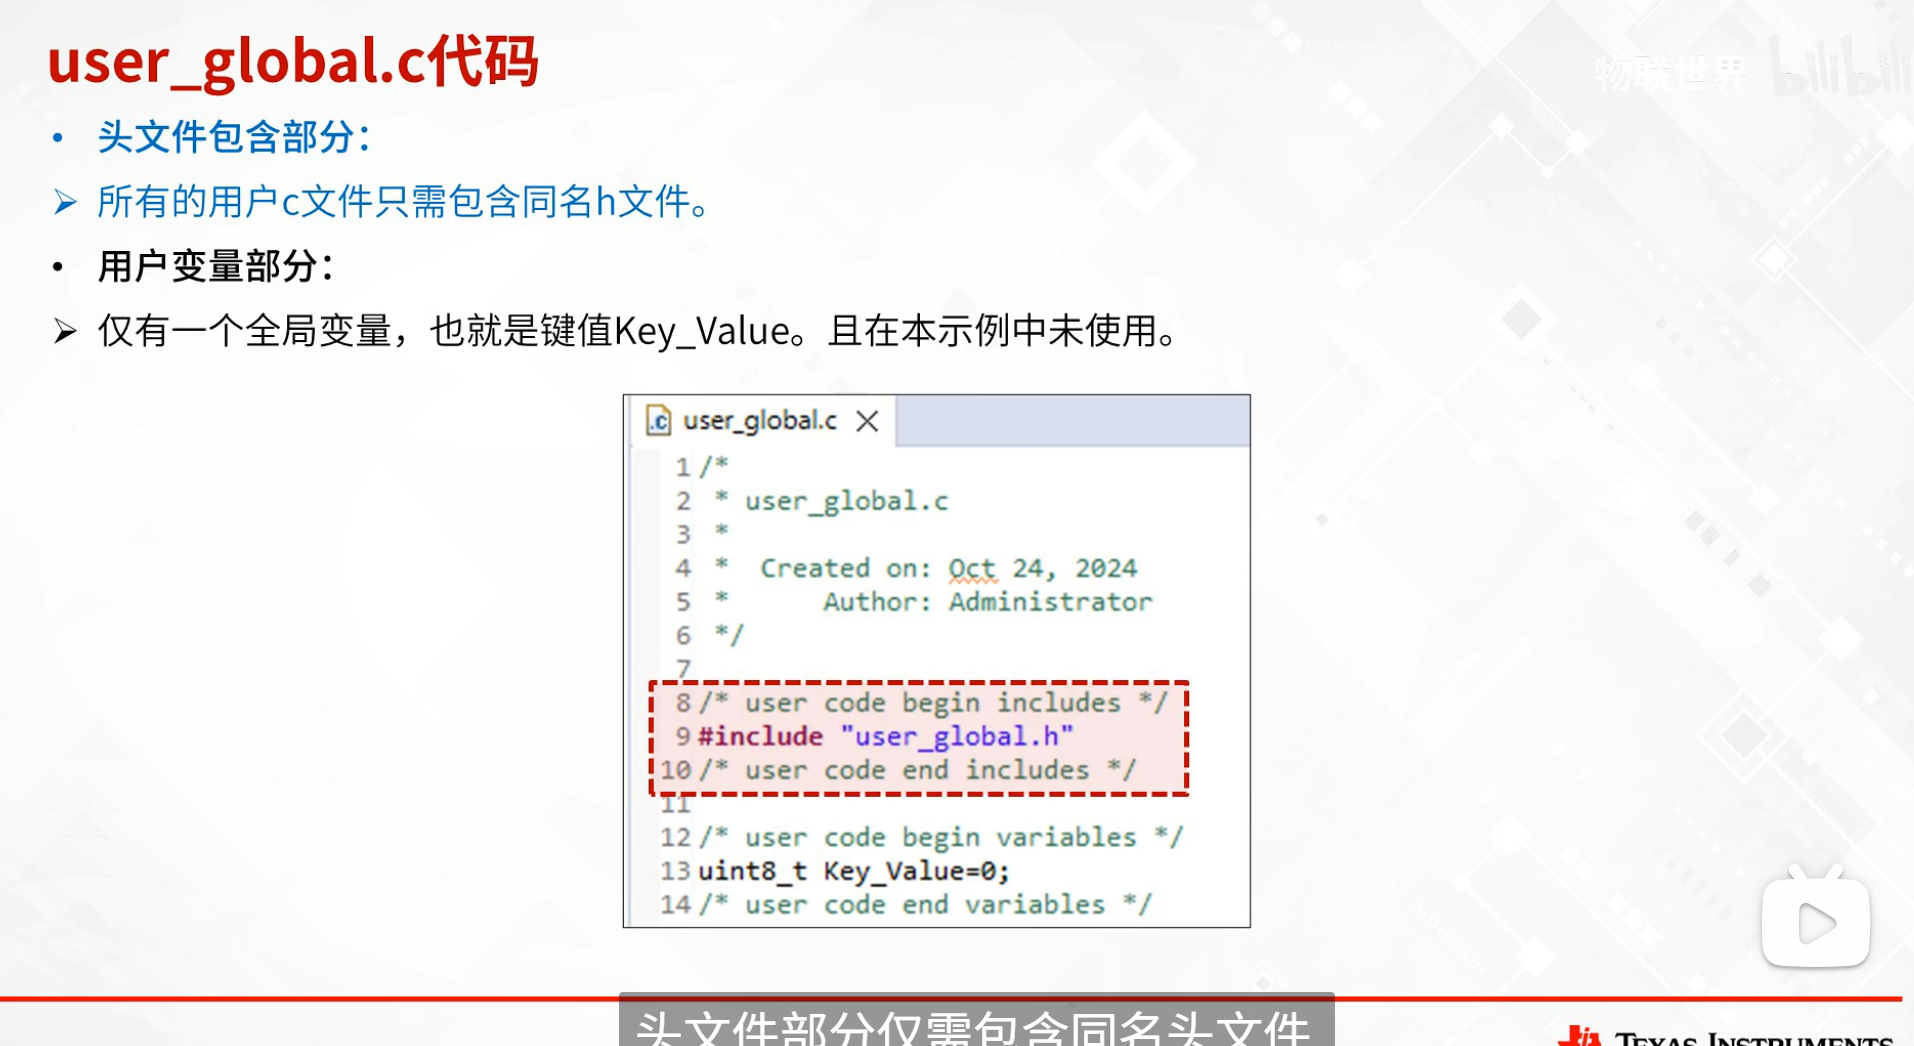 user_global.c代码
物联世界 bilibili
• 头文件包含部分：
➢ 所有的用户c文件只需包含同名h文件。
• 用户变量部分：
➢ 仅有一个全局变量，也就是键值Key_Value。且在本示例中未使用。
.c user_global.c ×
1 /*
2  * user_global.c
3  *
4  *  Created on: Oct 24, 2024
5  *      Author: Administrator
6  */
7
8 /* user code begin includes */
9 #include "user_global.h"
10 /* user code end includes */
11
12 /* user code begin variables */
13 uint8_t Key_Value=0;
14 /* user code end variables */
头文件部分仅需包含同名头文件
TEXAS INSTRUMENTS